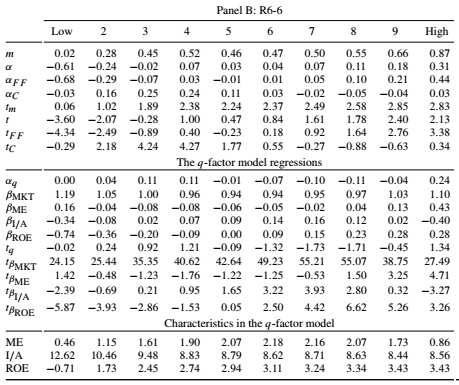 Panel B: R6-6
Low 2 3 4 5 6 7 8 9 High
m 0.02 0.28 0.45 0.52 0.46 0.47 0.50 0.55 0.66 0.87
α −0.61 −0.24 −0.02 0.07 0.03 0.04 0.07 0.11 0.18 0.31
αFF −0.68 −0.29 −0.07 0.03 −0.01 0.01 0.05 0.10 0.21 0.44
αC −0.03 0.16 0.25 0.24 0.11 0.03 −0.02 −0.05 −0.04 0.03
tm 0.06 1.02 1.89 2.38 2.24 2.37 2.49 2.58 2.85 2.83
t −3.60 −2.07 −0.28 1.00 0.47 0.84 1.61 1.78 2.40 2.13
tFF −4.34 −2.49 −0.89 0.40 −0.23 0.18 0.92 1.64 2.76 3.38
tC −0.29 2.18 4.24 4.27 1.77 0.55 −0.27 −0.88 −0.63 0.34
The q-factor model regressions
αq 0.00 0.04 0.11 0.11 −0.01 −0.07 −0.10 −0.11 −0.04 0.24
βMKT 1.19 1.05 1.00 0.96 0.94 0.94 0.95 0.97 1.03 1.10
βME 0.16 −0.04 −0.08 −0.08 −0.06 −0.05 −0.02 0.04 0.13 0.43
βI/A −0.34 −0.08 0.02 0.07 0.09 0.14 0.16 0.12 0.02 −0.40
βROE −0.74 −0.36 −0.20 −0.09 0.00 0.09 0.15 0.23 0.28 0.28
tq −0.02 0.24 0.92 1.21 −0.09 −1.32 −1.73 −1.71 −0.45 1.34
tβMKT 24.15 25.44 35.35 40.62 42.64 49.23 55.21 55.07 38.75 27.49
tβME 1.42 −0.48 −1.23 −1.76 −1.22 −1.25 −0.53 1.50 3.25 4.71
tβI/A −2.39 −0.69 0.21 0.95 1.65 3.22 3.93 2.80 0.32 −3.27
tβROE −5.87 −3.93 −2.86 −1.53 0.05 2.50 4.42 6.62 5.26 3.26
Characteristics in the q-factor model
ME 0.46 1.15 1.61 1.90 2.07 2.18 2.16 2.07 1.73 0.86
I/A 12.62 10.46 9.48 8.83 8.79 8.62 8.71 8.63 8.44 8.56
ROE −0.71 1.73 2.45 2.74 2.94 3.11 3.24 3.34 3.43 3.43